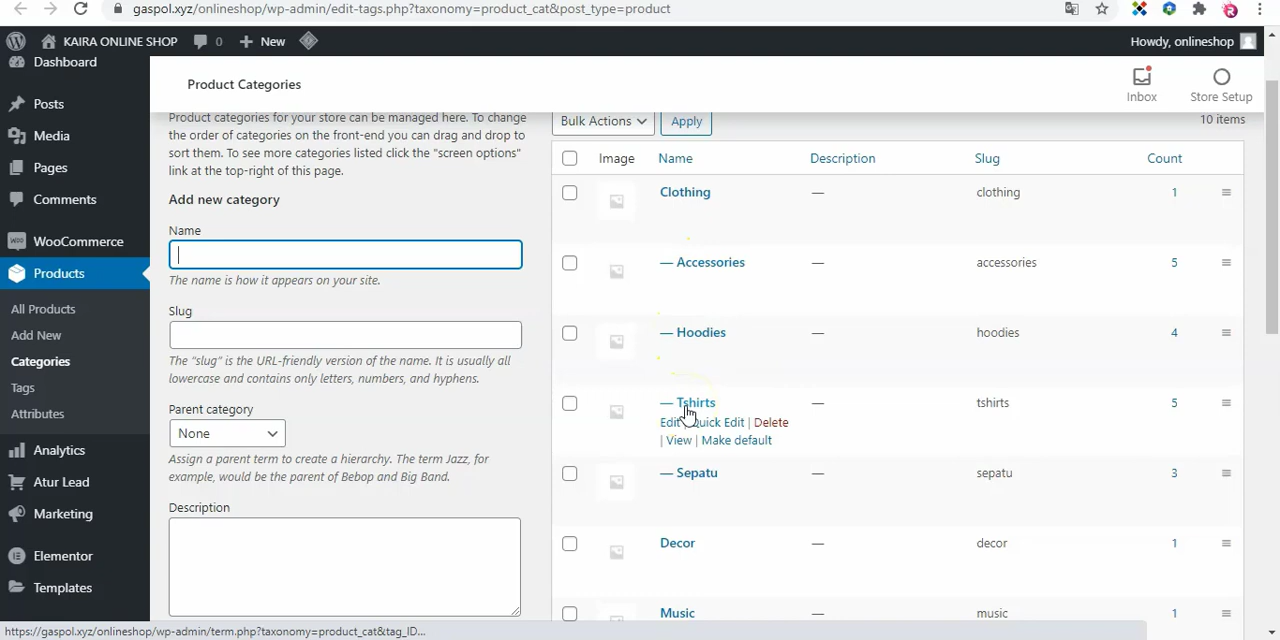 gaspol.xyz/onlineshop/wp-admin/edit-tags.php?taxonomy=product_cat&post_type=product
KAIRA ONLINE SHOP 0 New Howdy, onlineshop
Dashboard
Posts
Media
Pages
Comments
WooCommerce
Products
All Products
Add New
Categories
Tags
Attributes
Analytics
Atur Lead
Marketing
Elementor
Templates
Product Categories
Inbox
Store Setup
Product categories for your store can be managed here. To change
the order of categories on the front-end you can drag and drop to
sort them. To see more categories listed click the "screen options"
link at the top-right of this page.
Add new category
Name
The name is how it appears on your site.
Slug
The "slug" is the URL-friendly version of the name. It is usually all
lowercase and contains only letters, numbers, and hyphens.
Parent category
None
Assign a parent term to create a hierarchy. The term Jazz, for
example, would be the parent of Bebop and Big Band.
Description
Bulk Actions Apply 10 items
Image Name Description Slug Count
Clothing — clothing 1
— Accessories — accessories 5
— Hoodies — hoodies 4
— Tshirts — tshirts 5
Edit Quick Edit | Delete
| View | Make default
— Sepatu — sepatu 3
Decor — decor 1
Music — music 1
https://gaspol.xyz/onlineshop/wp-admin/term.php?taxonomy=product_cat&tag_ID...